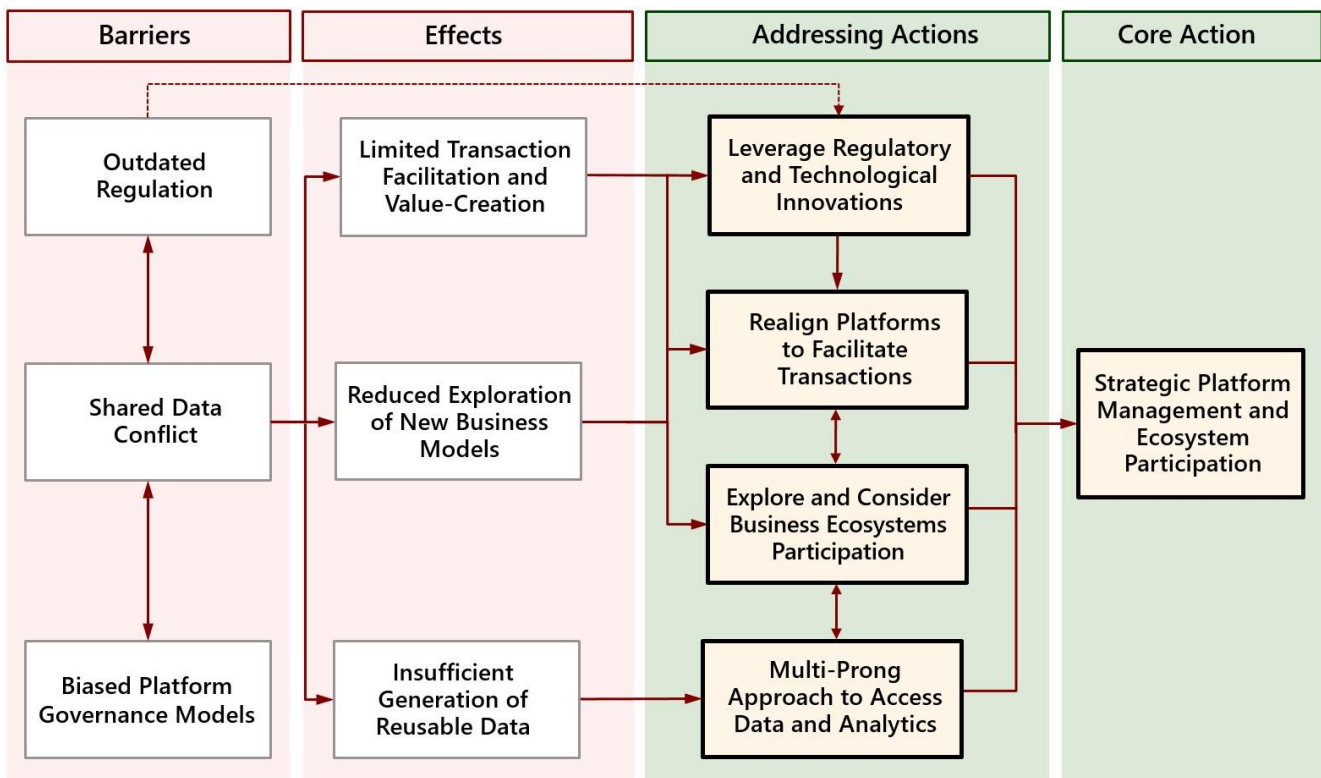 Barriers
Effects
Addressing Actions
Core Action
Outdated
Regulation
Shared Data
Conflict
Biased Platform
Governance Models
Limited Transaction
Facilitation and
Value-Creation
Reduced Exploration
of New Business
Models
Insufficient
Generation of
Reusable Data
Leverage Regulatory
and Technological
Innovations
Realign Platforms
to Facilitate
Transactions
Explore and Consider
Business Ecosystems
Participation
Multi-Prong
Approach to Access
Data and Analytics
Strategic Platform
Management and
Ecosystem
Participation